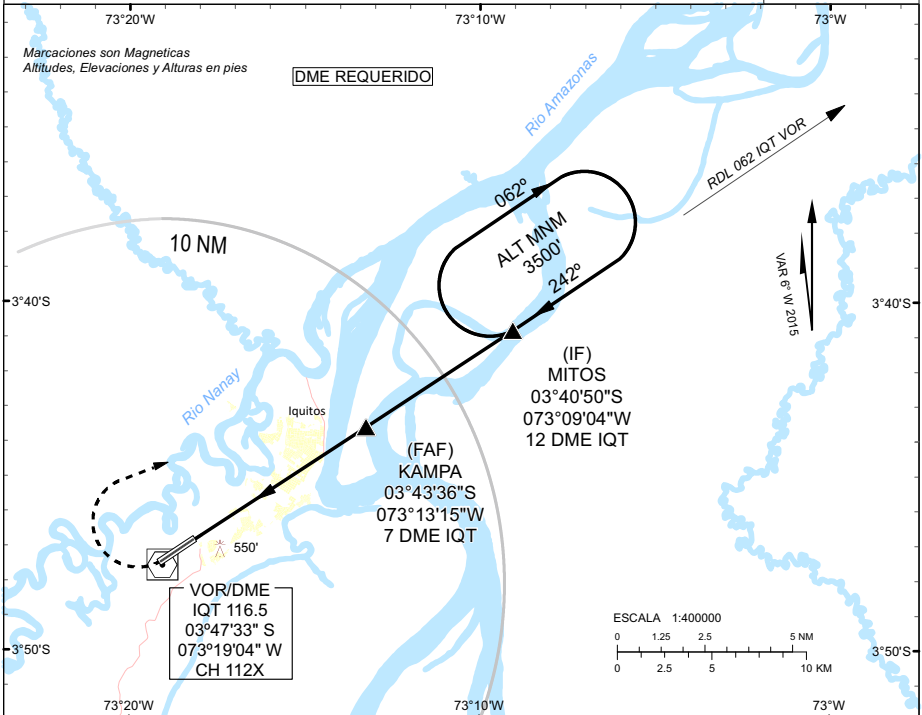 73°20'W
73°10'W
73°W
Marcaciones son Magneticas
Altitudes, Elevaciones y Alturas en pies
DME REQUERIDO
Rio Amazonas
RDL 062 IQT VOR
062º
ALT MNM
3500'
242º
10 NM
VAR 6° W 2015
3°40'S
3°40'S
(IF)
MITOS
03°40'50"S
073°09'04"W
12 DME IQT
Rio Nanay
Iquitos
(FAF)
KAMPA
03°43'36"S
073°13'15"W
7 DME IQT
550'
VOR/DME
IQT 116.5
03°47'33" S
073°19'04" W
CH 112X
ESCALA 1:400000
0 1.25 2.5 5 NM
0 2.5 5 10 KM
3°50'S
3°50'S
73°20'W
73°10'W
73°W